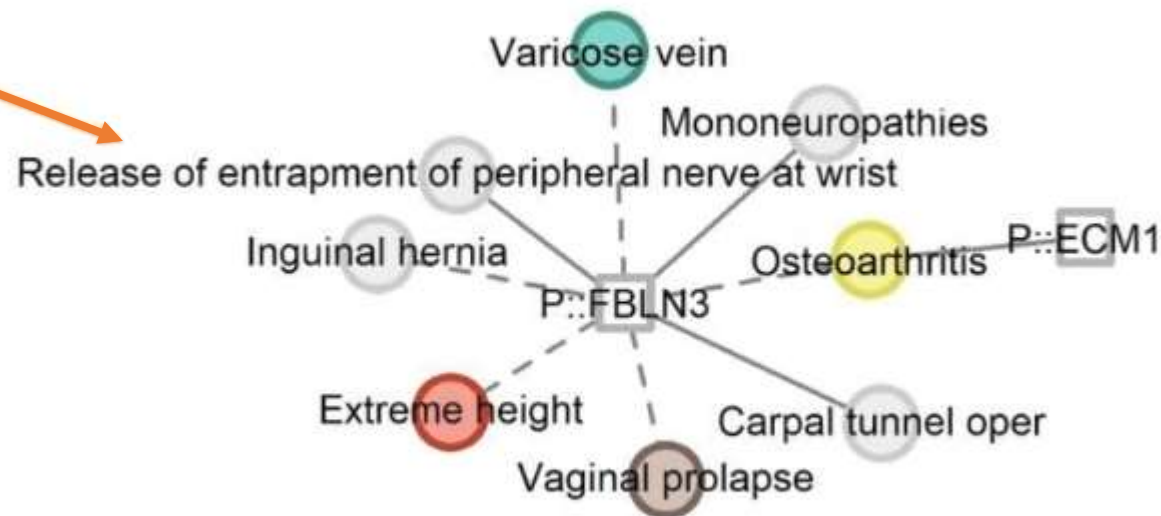 Varicose vein
Mononeuropathies
Release of entrapment of peripheral nerve at wrist
P::ECM1
Inguinal hernia
Osteoarthritis
P::FBLN3
Extreme height
Carpal tunnel oper
Vaginal prolapse